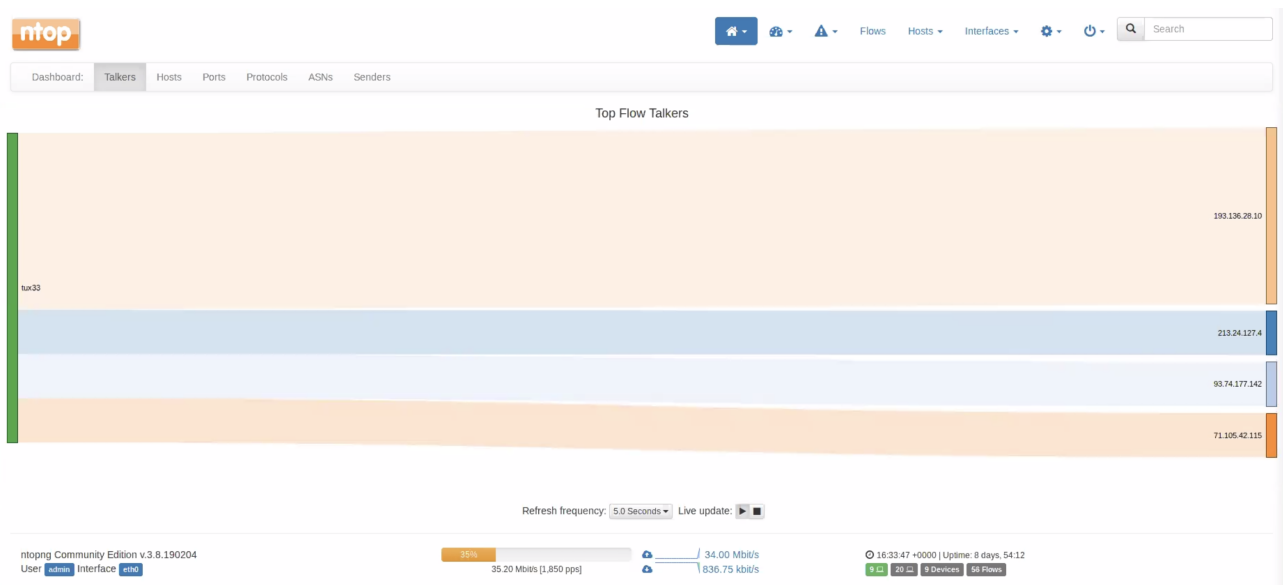 ntop
Flows Hosts Interfaces Search
Dashboard: Talkers Hosts Ports Protocols ASNs Senders
Top Flow Talkers
193.136.28.10
tux33
213.24.127.4
93.74.177.142
71.105.42.115
Refresh frequency: 5.0 Seconds Live update:
ntopng Community Edition v.3.8.190204
User admin Interface eth0
35%
35.20 Mbit/s [1,850 pps]
34.00 Mbit/s
836.75 kbit/s
16:33:47 +0000 | Uptime: 8 days, 54:12
9 20 9 Devices 56 Flows